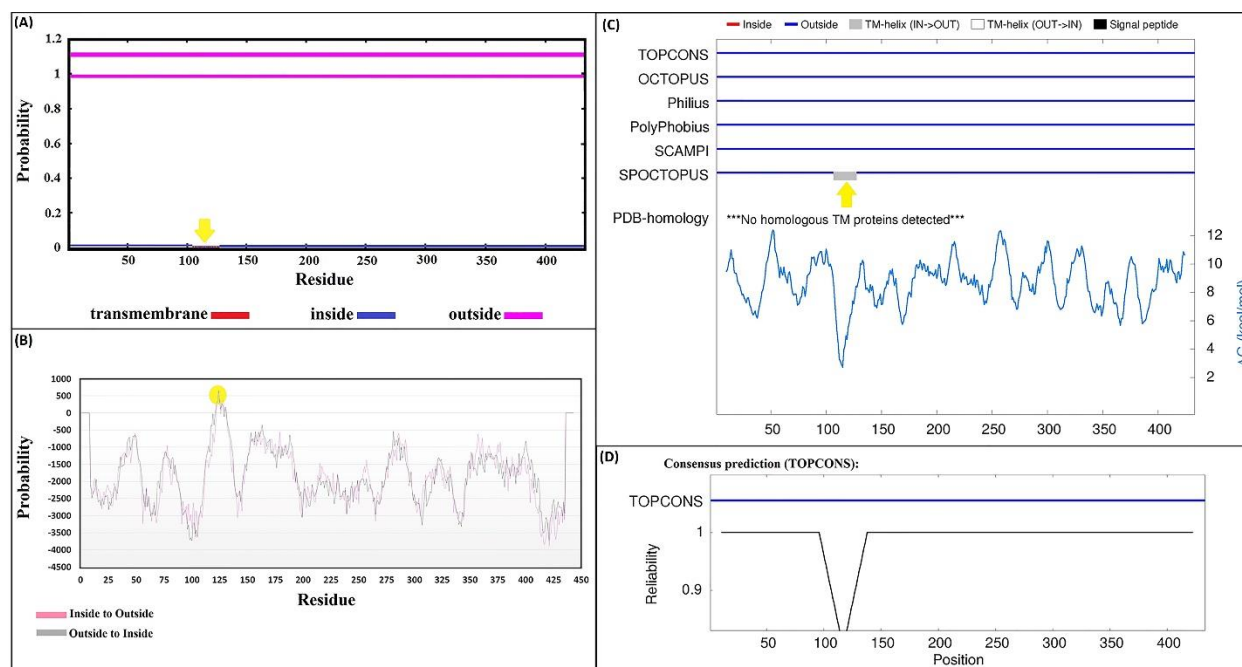 (A)
1.2
1
0.8
0.6
0.4
0.2
0
Probability
50 100 150 200 250 300 350 400
Residue
transmembrane inside outside
(B)
1000
500
0
-500
-1000
-1500
-2000
-2500
-3000
-3500
-4000
-4500
Probability
0 25 50 75 100 125 150 175 200 225 250 275 300 325 350 375 400 425 450
Residue
Inside to Outside
Outside to Inside
(C)
Inside Outside TM-helix (IN->OUT) TM-helix (OUT->IN) Signal peptide
TOPCONS
OCTOPUS
Philius
PolyPhobius
SCAMPI
SPOCTOPUS
PDB-homology ***No homologous TM proteins detected***
12
10
8
6
4
2
50 100 150 200 250 300 350 400
(D)
Consensus prediction (TOPCONS):
TOPCONS
1
0.9
Reliability
50 100 150 200 250 300 350 400
Position